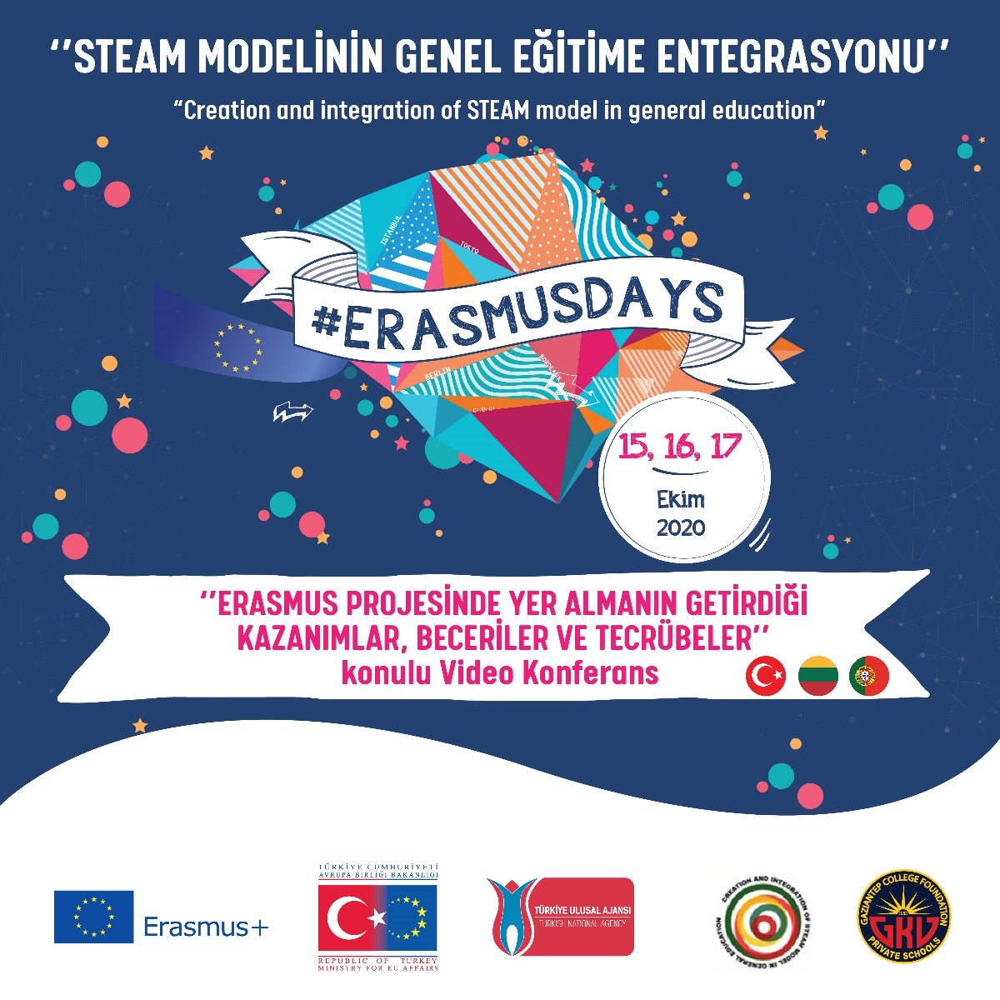 ‘‘STEAM MODELİNİN GENEL EĞİTİME ENTEGRASYONU’’
“Creation and integration of STEAM model in general education”
ISTANBUL
TOKYO
#ERASMUSDAYS
BERLIN
BORDEAUX
DUBLIN
15, 16, 17
Ekim
2020
‘‘ERASMUS PROJESİNDE YER ALMANIN GETİRDİĞİ
KAZANIMLAR, BECERİLER VE TECRÜBELER’’
konulu Video Konferans
Erasmus+
TÜRKİYE CUMHURİYETİ
AVRUPA BİRLİĞİ BAKANLIĞI
REPUBLIC OF TURKEY
MINISTRY FOR EU AFFAIRS
TÜRKİYE ULUSAL AJANSI
TURKISH NATIONAL AGENCY
CREATION AND INTEGRATION OF STEAM MODEL IN GENERAL EDUCATION
GAZIANTEP COLLEGE FOUNDATION
1963
GKV
PRIVATE SCHOOLS